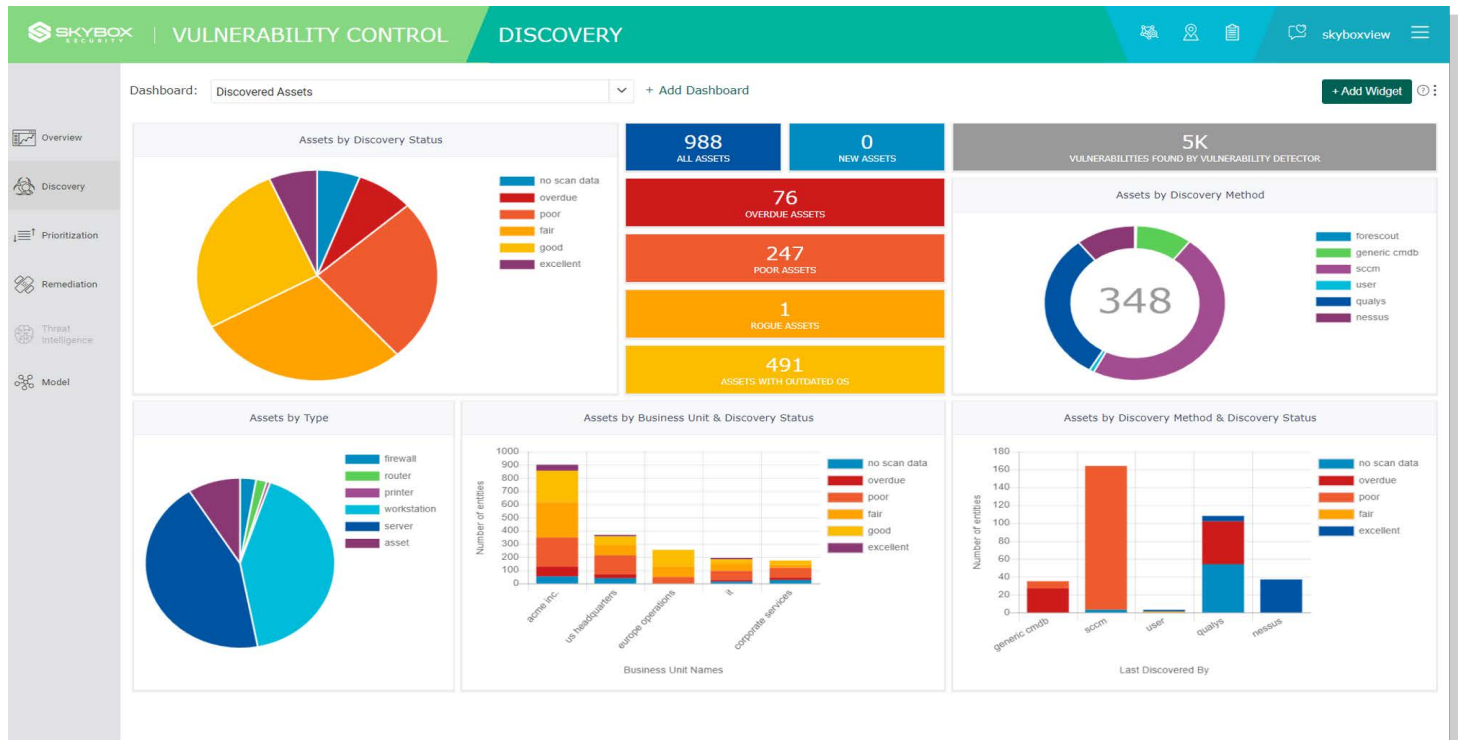 SKYBOX SECURITY | VULNERABILITY CONTROL DISCOVERY skyboxview
Dashboard: Discovered Assets + Add Dashboard + Add Widget
Overview
Discovery
Prioritization
Remediation
Threat
Intelligence
Model
Assets by Discovery Status
no scan data
overdue
poor
fair
good
excellent
988
ALL ASSETS
0
NEW ASSETS
76
OVERDUE ASSETS
247
POOR ASSETS
1
ROGUE ASSETS
491
ASSETS WITH OUTDATED OS
5K
VULNERABILITIES FOUND BY VULNERABILITY DETECTOR
Assets by Discovery Method
348
forescout
generic cmdb
sccm
user
qualys
nessus
Assets by Type
firewall
router
printer
workstation
server
asset
Assets by Business Unit & Discovery Status
Number of entities
1000
900
800
700
600
500
400
300
200
100
0
acme inc.
us headquarters
europe operations
it
corporate services
Business Unit Names
no scan data
overdue
poor
fair
good
excellent
Assets by Discovery Method & Discovery Status
Number of entities
180
160
140
120
100
80
60
40
20
0
generic cmdb
sccm
user
qualys
nessus
Last Discovered By
no scan data
overdue
poor
fair
excellent